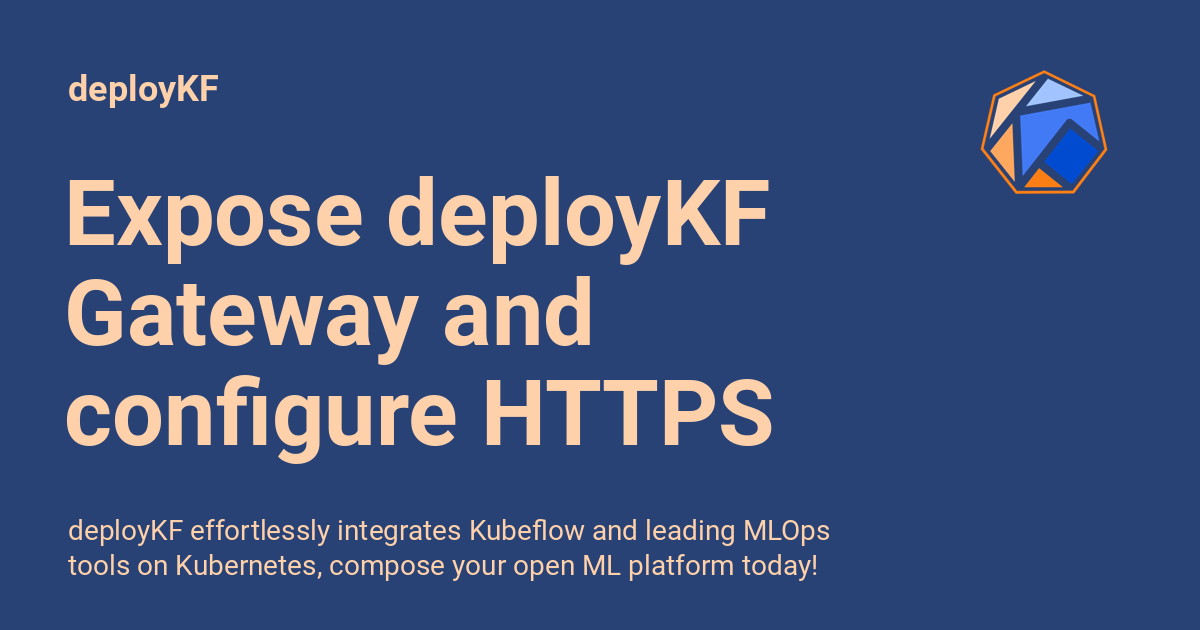 deployKF
Expose deployKF
Gateway and
configure HTTPS
deployKF effortlessly integrates Kubeflow and leading MLOps
tools on Kubernetes, compose your open ML platform today!